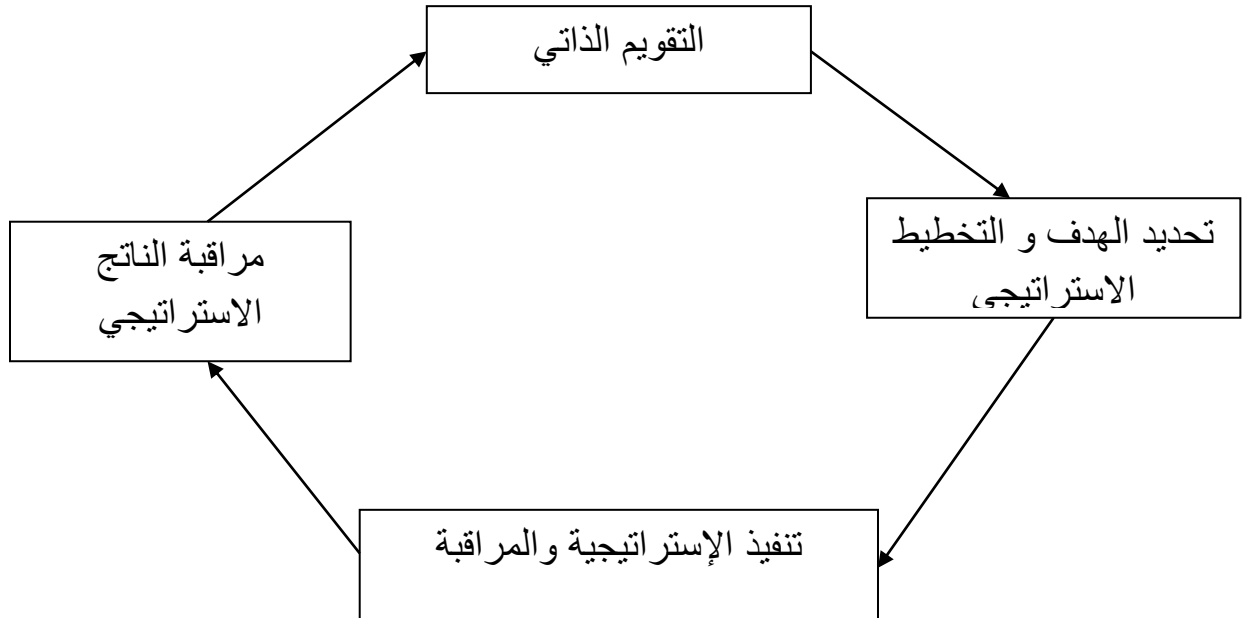 التقويم الذاتي
تحديد الهدف و التخطيط
الاستراتيجي
مراقبة الناتج
الاستراتيجي
تنفيذ الإستراتيجية والمراقبة